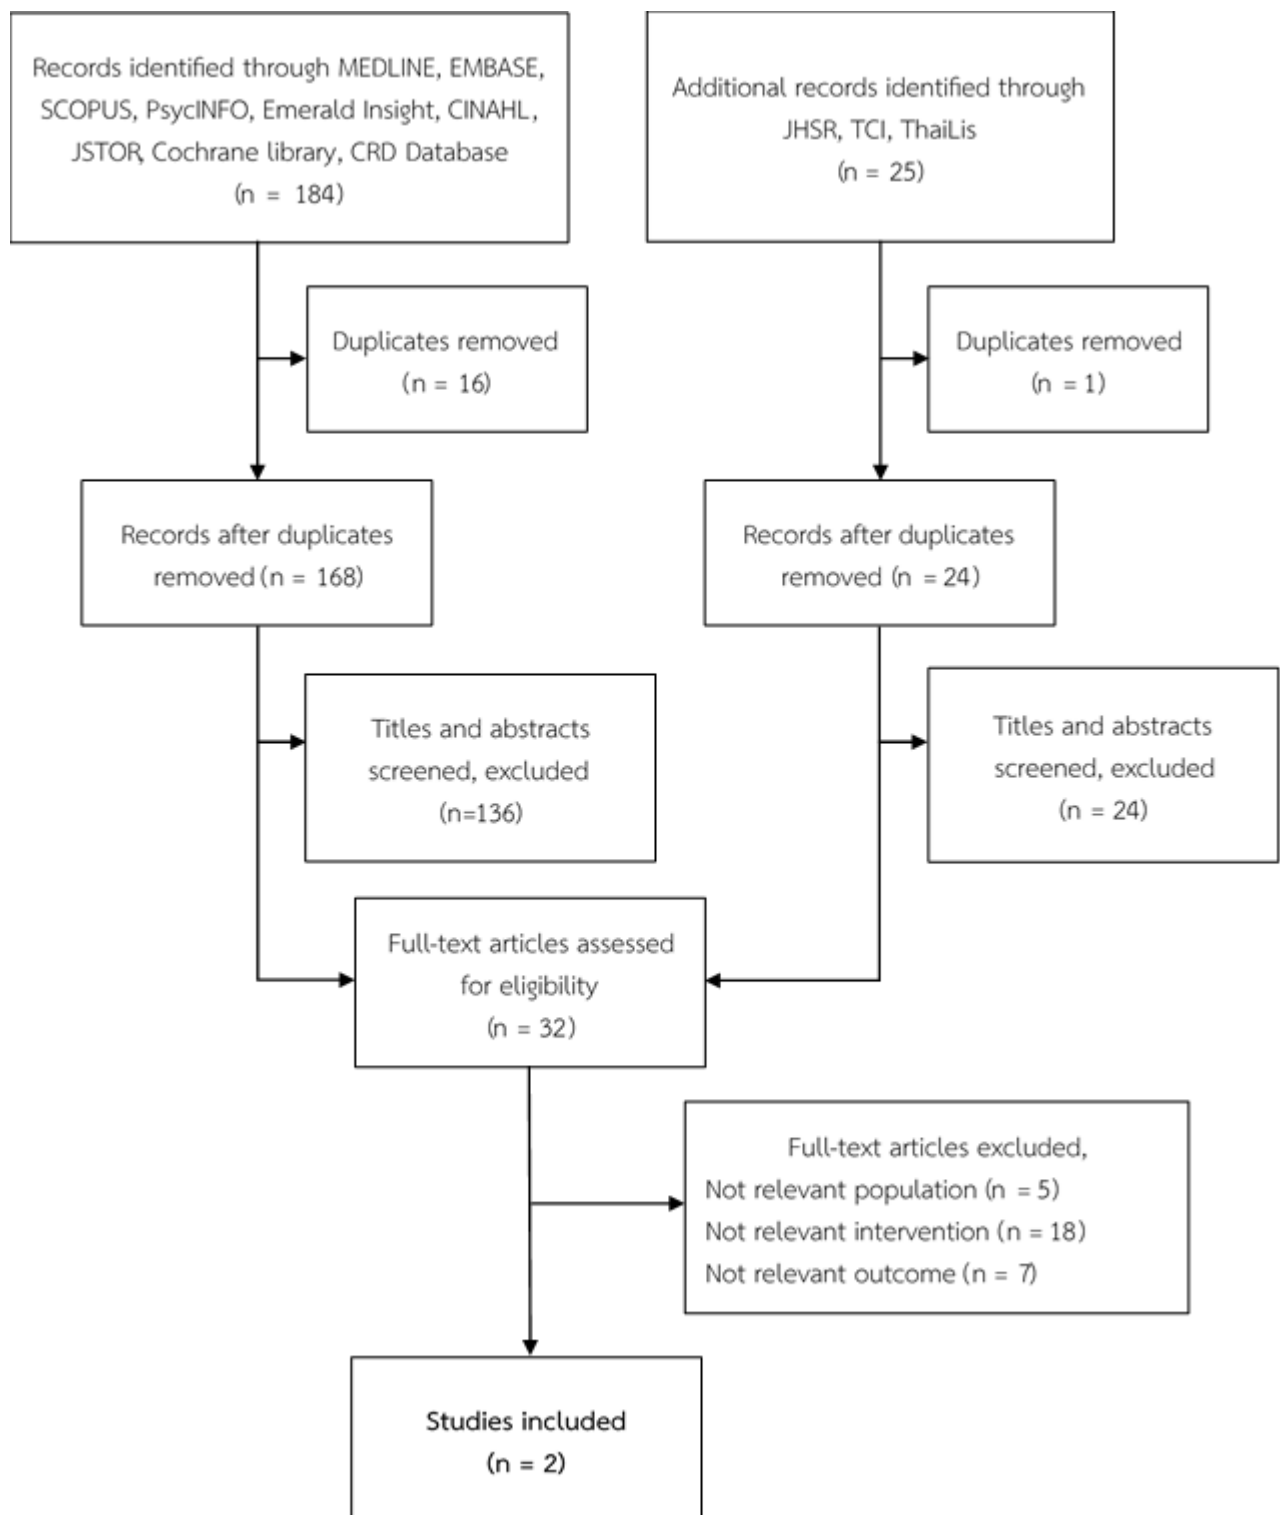 Records identified through MEDLINE, EMBASE,
SCOPUS, PsycINFO, Emerald Insight, CINAHL,
JSTOR, Cochrane library, CRD Database
(n = 184)
Additional records identified through
JHSR, TCI, ThaiLis
(n = 25)
Duplicates removed
(n = 16)
Duplicates removed
(n = 1)
Records after duplicates
removed (n = 168)
Records after duplicates
removed (n = 24)
Titles and abstracts
screened, excluded
(n=136)
Titles and abstracts
screened, excluded
(n = 24)
Full-text articles assessed
for eligibility
(n = 32)
Full-text articles excluded,
Not relevant population (n = 5)
Not relevant intervention (n = 18)
Not relevant outcome (n = 7)
Studies included
(n = 2)